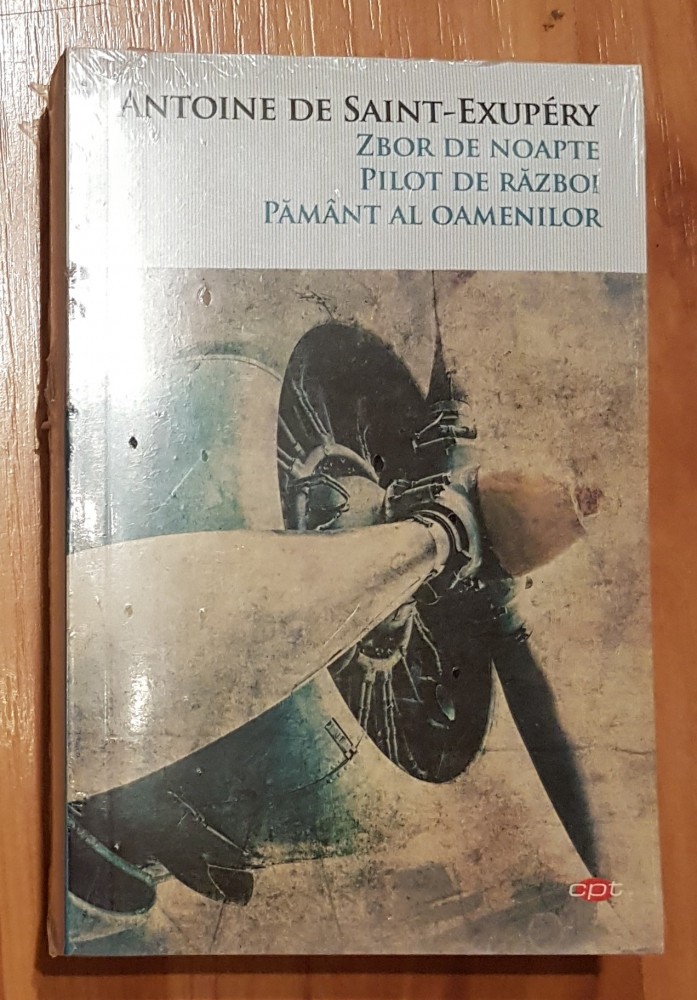 ANTOINE DE SAINT-EXUPÉRY
ZBOR DE NOAPTE
PILOT DE RĂZBOI
PĂMÂNT AL OAMENILOR
cpt